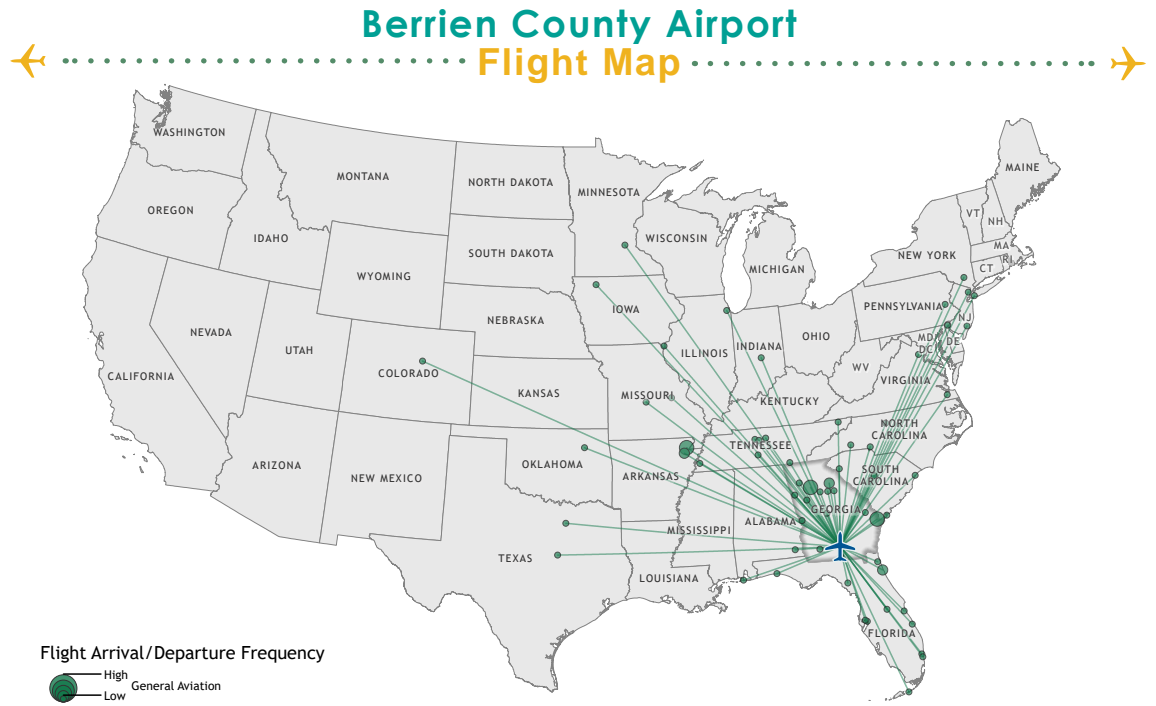 Berrien County Airport
Flight Map
WASHINGTON
MONTANA
NORTH DAKOTA
MINNESOTA
MAINE
OREGON
IDAHO
WYOMING
SOUTH DAKOTA
WISCONSIN
MICHIGAN
NEW YORK
VT
NH
MA
RI
CT
NEVADA
UTAH
COLORADO
NEBRASKA
IOWA
ILLINOIS
INDIANA
OHIO
PENNSYLVANIA
NJ
MD
DC
DE
CALIFORNIA
KANSAS
MISSOURI
KENTUCKY
WV
VIRGINIA
ARIZONA
NEW MEXICO
OKLAHOMA
ARKANSAS
TENNESSEE
NORTH
CAROLINA
SOUTH
CAROLINA
TEXAS
LOUISIANA
MISSISSIPPI
ALABAMA
GEORGIA
FLORIDA
Flight Arrival/Departure Frequency
High
General Aviation
Low